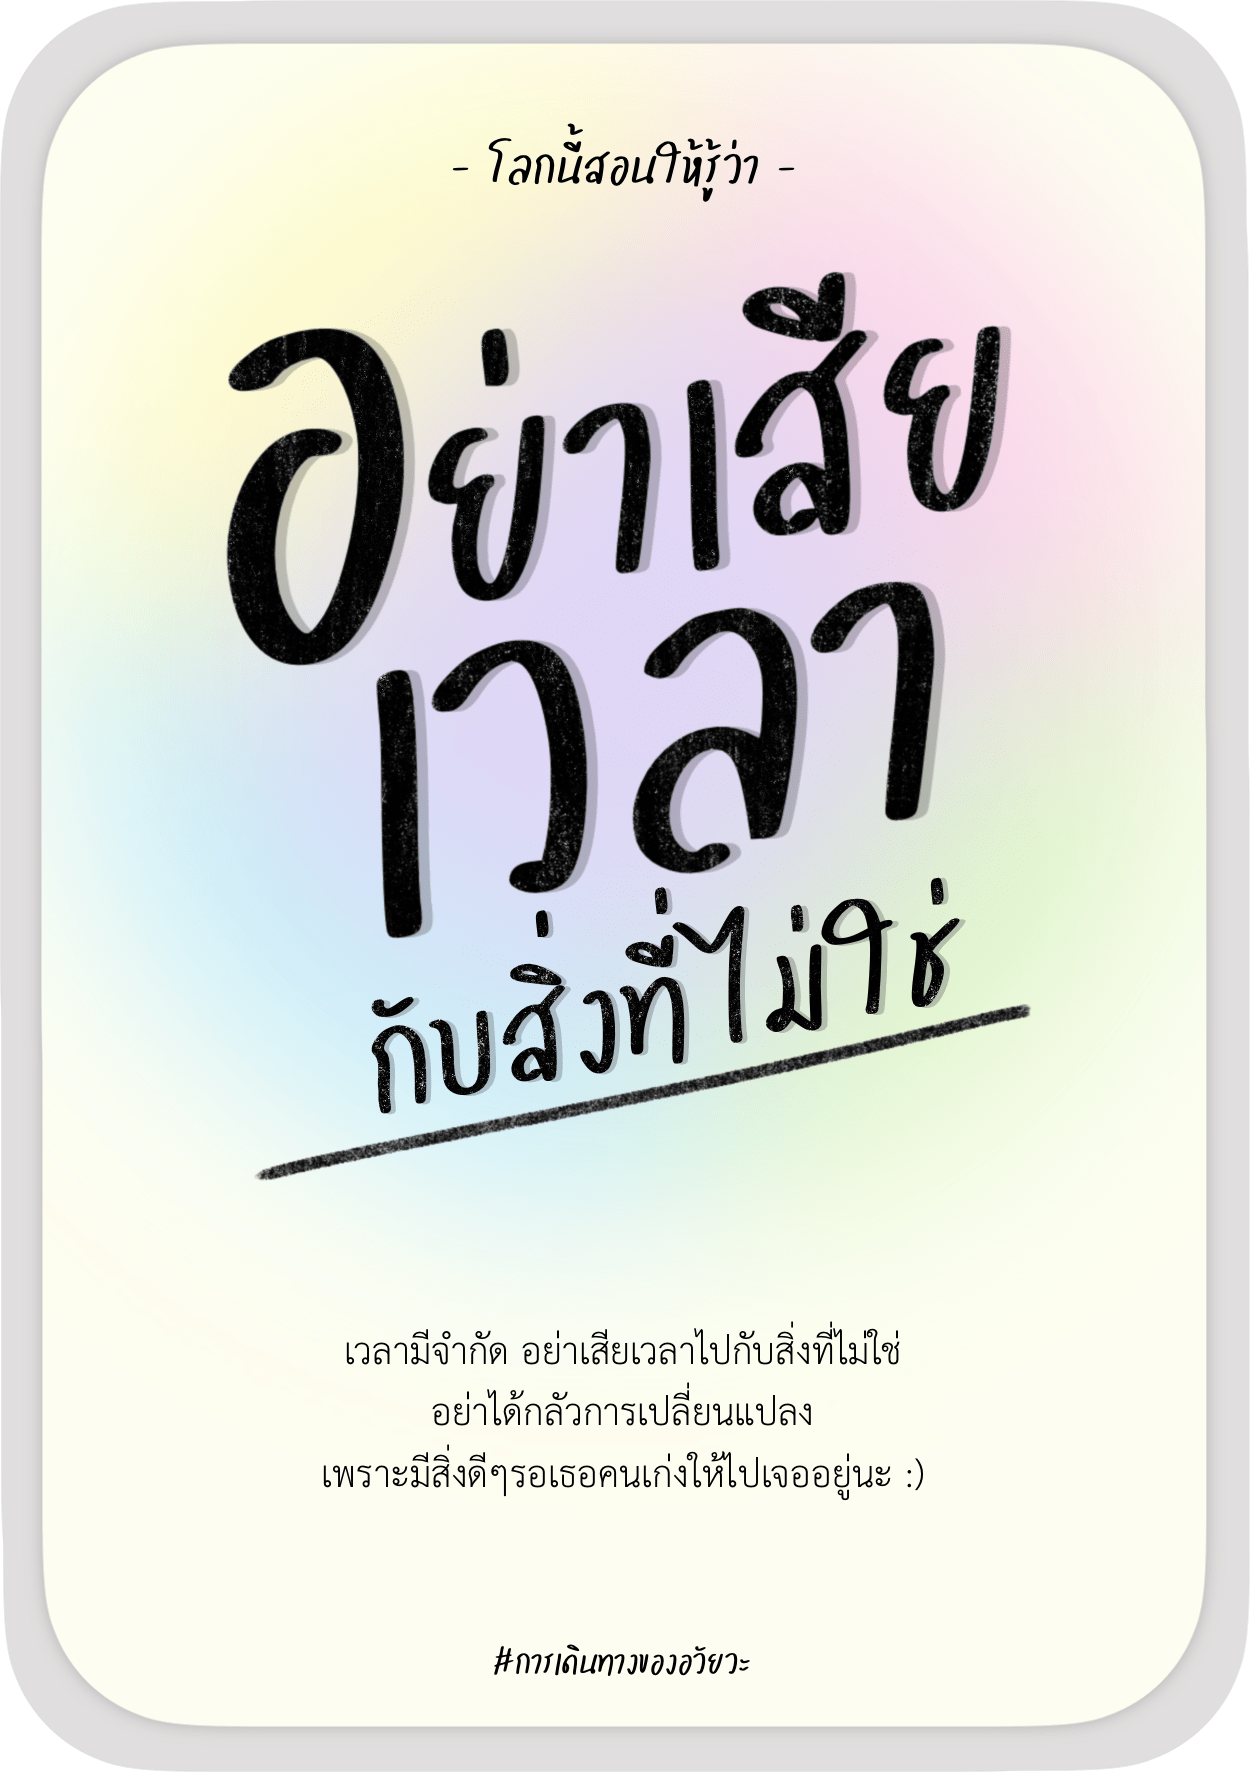 - โลกนี้สอนให้รู้ว่า -
อย่าเสีย
เวลา
กับสิ่งที่ไม่ใช่
เวลามีจำกัด อย่าเสียเวลาไปกับสิ่งที่ไม่ใช่
อย่าได้กลัวการเปลี่ยนแปลง
เพราะมีสิ่งดีๆรอเธอคนเก่งให้ไปเจออยู่นะ :)
#การเดินทางของอวัยวะ